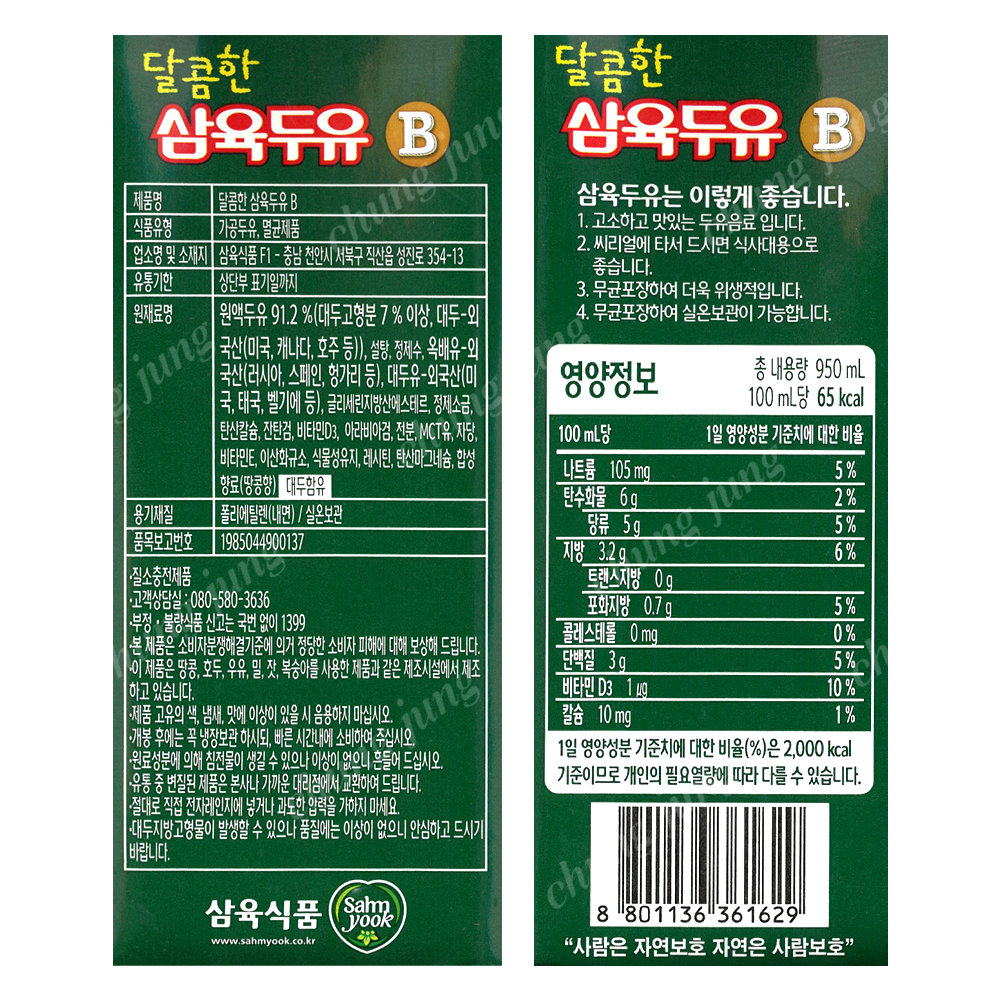 달콤한
삼육두유 B
제품명 달콤한 삼육두유 B
식품유형 가공두유, 멸균제품
업소명 및 소재지 삼육식품 F1 - 충남 천안시 서북구 직산읍 성진로 354-13
유통기한 상단부 표기일까지
원재료명 원액두유 91.2 %(대두고형분 7 % 이상, 대두-외
국산(미국, 캐나다, 호주 등)), 설탕, 정제수, 옥배유-외
국산(러시아, 스페인, 헝가리 등), 대두유-외국산(미
국, 태국, 벨기에 등), 글리세린지방산에스테르, 정제소금,
탄산칼슘, 잔탄검, 비타민D3, 아라비아검, 전분, MCT유, 자당,
비타민E, 이산화규소, 식물성유지, 레시틴, 탄산마그네슘, 합성
향료(땅콩향) 대두함유
용기재질 폴리에틸렌(내면) / 실온보관
품목보고번호 1985044900137
·질소충전제품
·고객상담실 : 080-580-3636
·부정·불량식품 신고는 국번 없이 1399
·본 제품은 소비자분쟁해결기준에 의거 정당한 소비자 피해에 대해 보상해 드립니다.
·이 제품은 땅콩, 호두, 우유, 밀, 잣, 복숭아를 사용한 제품과 같은 제조시설에서 제조
하고 있습니다.
·제품 고유의 색, 냄새, 맛에 이상이 있을 시 음용하지 마십시오.
·개봉 후에는 꼭 냉장보관 하시되, 빠른 시간내에 소비하여 주십시오.
·원료성분에 의해 침전물이 생길 수 있으나 이상이 없으니 흔들어 드십시오.
·유통 중 변질된 제품은 본사나 가까운 대리점에서 교환하여 드립니다.
·절대로 직접 전자레인지에 넣거나 과도한 압력을 가하지 마세요.
·대두지방고형물이 발생할 수 있으나 품질에는 이상이 없으니 안심하고 드시기
바랍니다.
삼육식품 Sahm yook
www.sahmyook.co.kr
달콤한
삼육두유 B
삼육두유는 이렇게 좋습니다.
1. 고소하고 맛있는 두유음료 입니다.
2. 씨리얼에 타서 드시면 식사대용으로
좋습니다.
3. 무균포장하여 더욱 위생적입니다.
4. 무균포장하여 실온보관이 가능합니다.
영양정보 총 내용량 950 mL
100 mL당 65 kcal
100 mL당 1일 영양성분 기준치에 대한 비율
나트륨 105 mg 5 %
탄수화물 6 g 2 %
당류 5 g 5 %
지방 3.2 g 6 %
트랜스지방 0 g
포화지방 0.7 g 5 %
콜레스테롤 0 mg 0 %
단백질 3 g 5 %
비타민 D3 1 µg 10 %
칼슘 10 mg 1 %
1일 영양성분 기준치에 대한 비율(%)은 2,000 kcal
기준이므로 개인의 필요열량에 따라 다를 수 있습니다.
8 801136 361629
“사람은 자연보호 자연은 사람보호”
chung jung